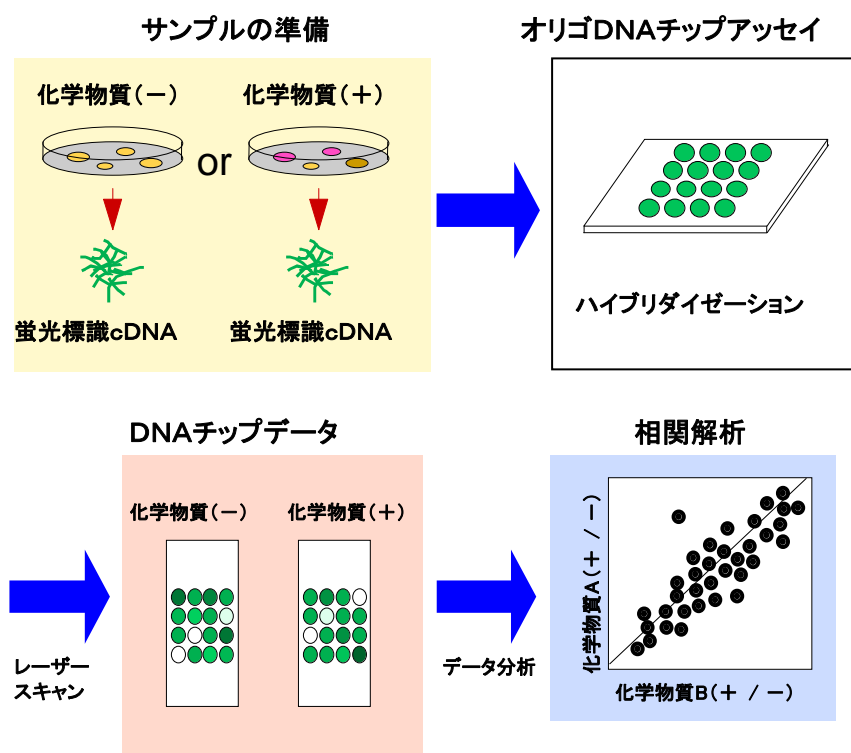 サンプルの準備
オリゴDNAチップアッセイ
化学物質(－)
化学物質(＋)
or
蛍光標識cDNA
蛍光標識cDNA
ハイブリダイゼーション
DNAチップデータ
相関解析
化学物質(－)
化学物質(＋)
レーザー
スキャン
データ分析
化学物質A(＋ / －)
化学物質B(＋ / －)